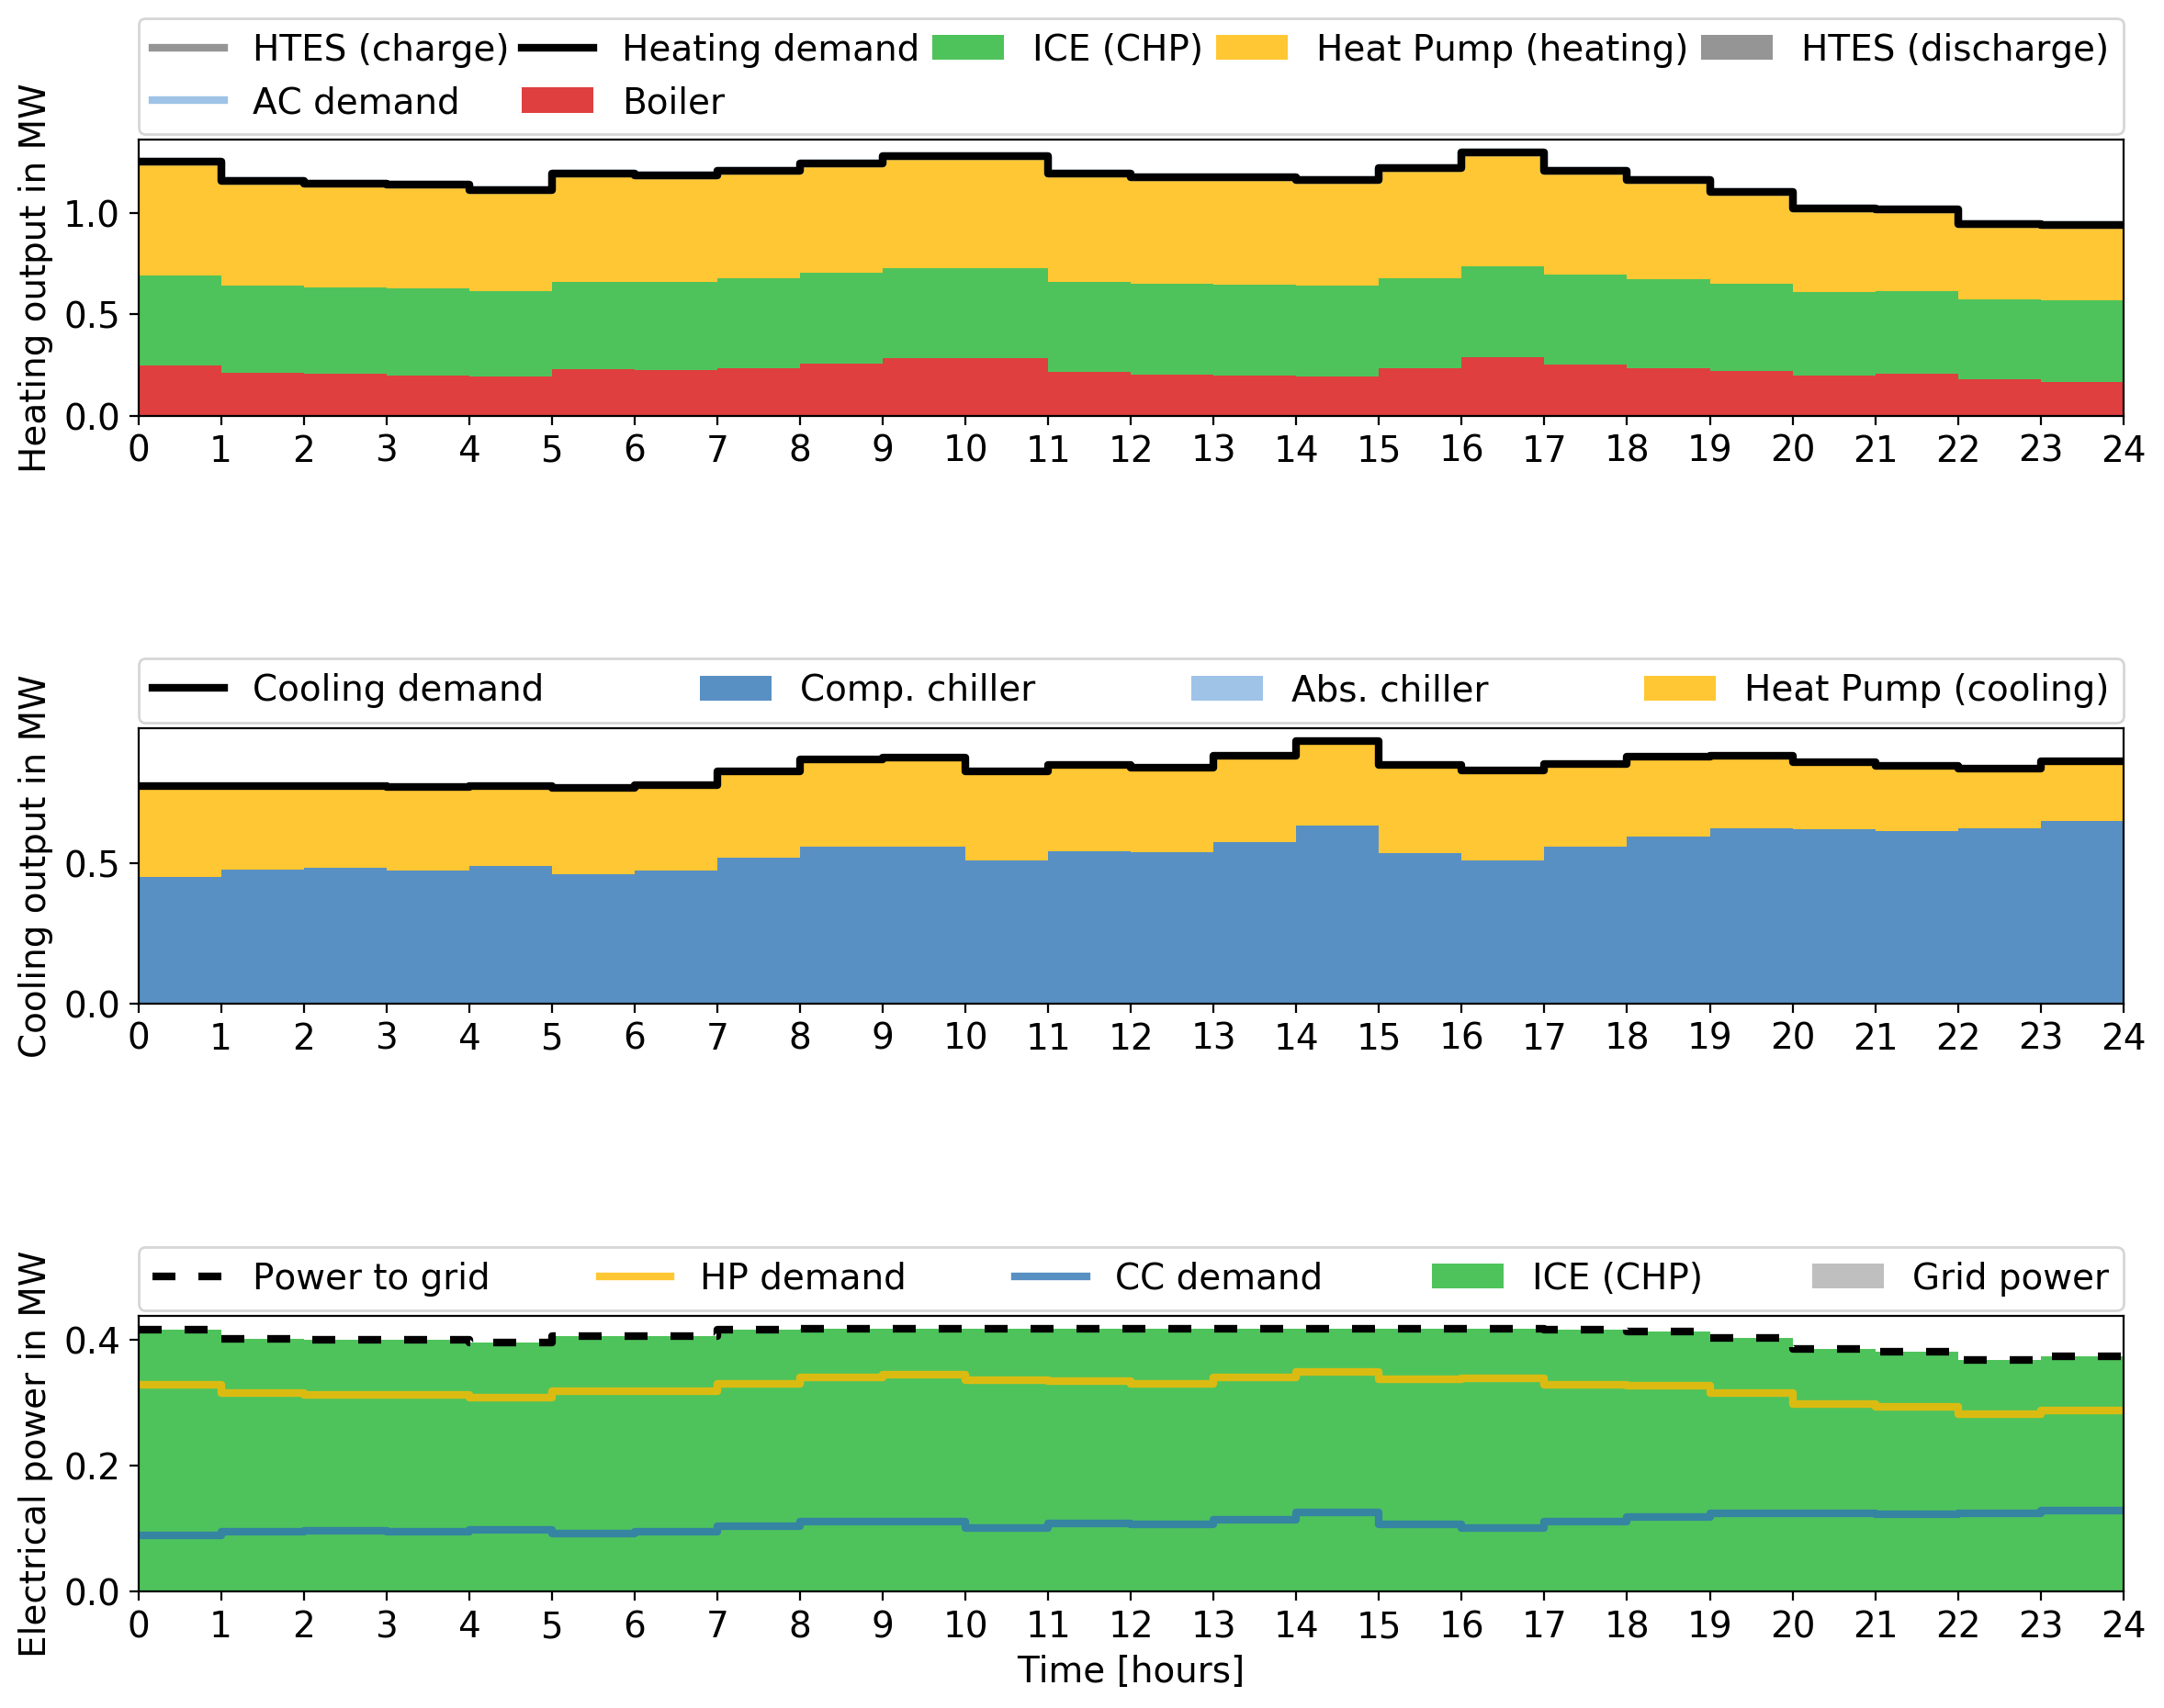 HTES (charge) Heating demand ICE (CHP) Heat Pump (heating) HTES (discharge)
AC demand Boiler
Heating output in MW
1.0
0.5
0.0
0 1 2 3 4 5 6 7 8 9 10 11 12 13 14 15 16 17 18 19 20 21 22 23 24
Cooling demand Comp. chiller Abs. chiller Heat Pump (cooling)
Cooling output in MW
0.5
0.0
0 1 2 3 4 5 6 7 8 9 10 11 12 13 14 15 16 17 18 19 20 21 22 23 24
Power to grid HP demand CC demand ICE (CHP) Grid power
Electrical power in MW
0.4
0.2
0.0
0 1 2 3 4 5 6 7 8 9 10 11 12 13 14 15 16 17 18 19 20 21 22 23 24
Time [hours]